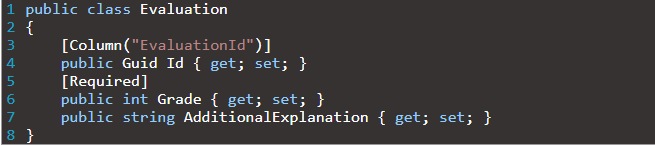 1 public class Evaluation
2 {
3     [Column("EvaluationId")]
4     public Guid Id { get; set; }
5     [Required]
6     public int Grade { get; set; }
7     public string AdditionalExplanation { get; set; }
8 }